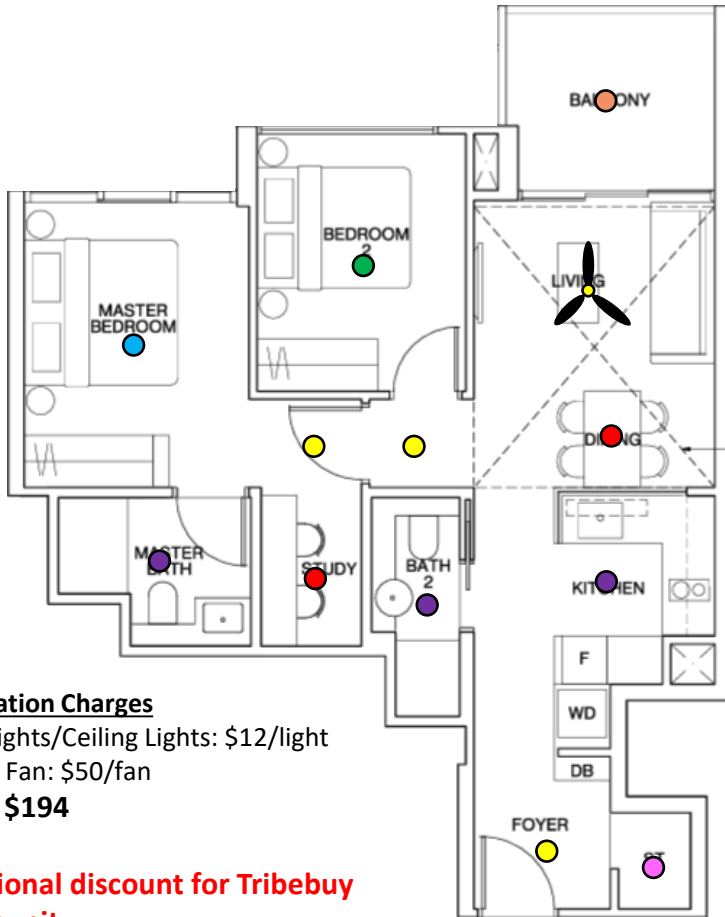 BALCONY
BEDROOM
2
LIVING
MASTER
BEDROOM
DINING
MASTER
BATH
STUDY
BATH
2
KITCHEN
F
WD
DB
FOYER
ST
ation Charges
ights/Ceiling Lights: $12/light
Fan: $50/fan
$194
ional discount for Tribebuy